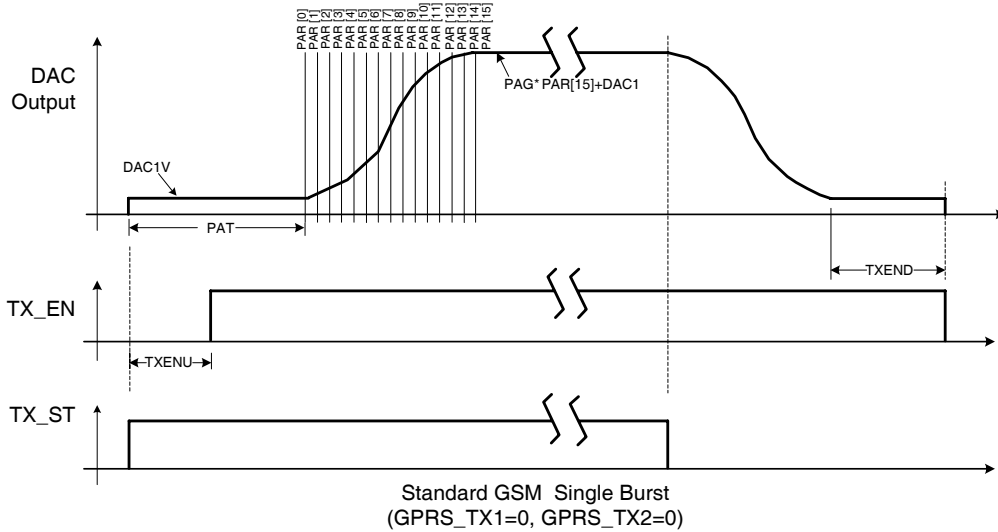 PAR [0]
PAR [1]
PAR [2]
PAR [3]
PAR [4]
PAR [5]
PAR [6]
PAR [7]
PAR [8]
PAR [9]
PAR [10]
PAR [11]
PAR [12]
PAR [13]
PAR [14]
PAR [15]
DAC
Output
PAG* PAR[15]+DAC1
DAC1V
PAT
TXEND
TX_EN
TXENU
TX_ST
Standard GSM Single Burst
(GPRS_TX1=0, GPRS_TX2=0)